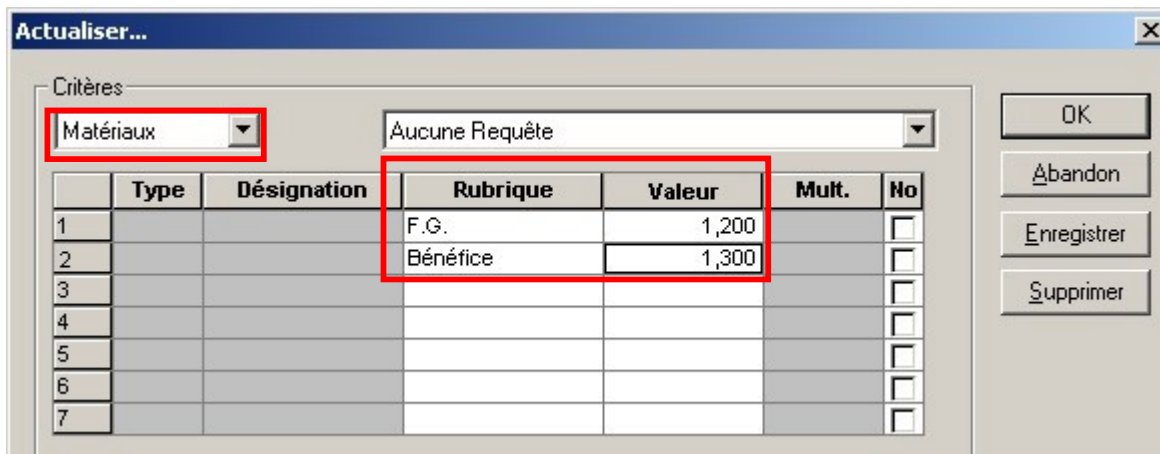 Actualiser...
Critères
Matériaux
Aucune Requête
OK
Abandon
Enregistrer
Supprimer
Type Désignation Rubrique Valeur Mult. No
1 F.G. 1,200
2 Bénéfice 1,300
3
4
5
6
7